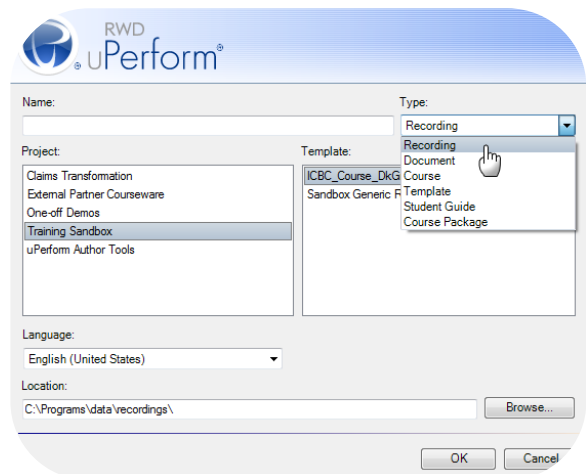 RWD
uPerform®
Name:
Type:
Recording
Recording
Document
Course
Template
Student Guide
Course Package
Project:
Claims Transformation
External Partner Courseware
One-off Demos
Training Sandbox
uPerform Author Tools
Template:
ICBC_Course_DkG
Sandbox Generic R
Language:
English (United States)
Location:
C:\Programs\data\recordings\
Browse...
OK
Cancel